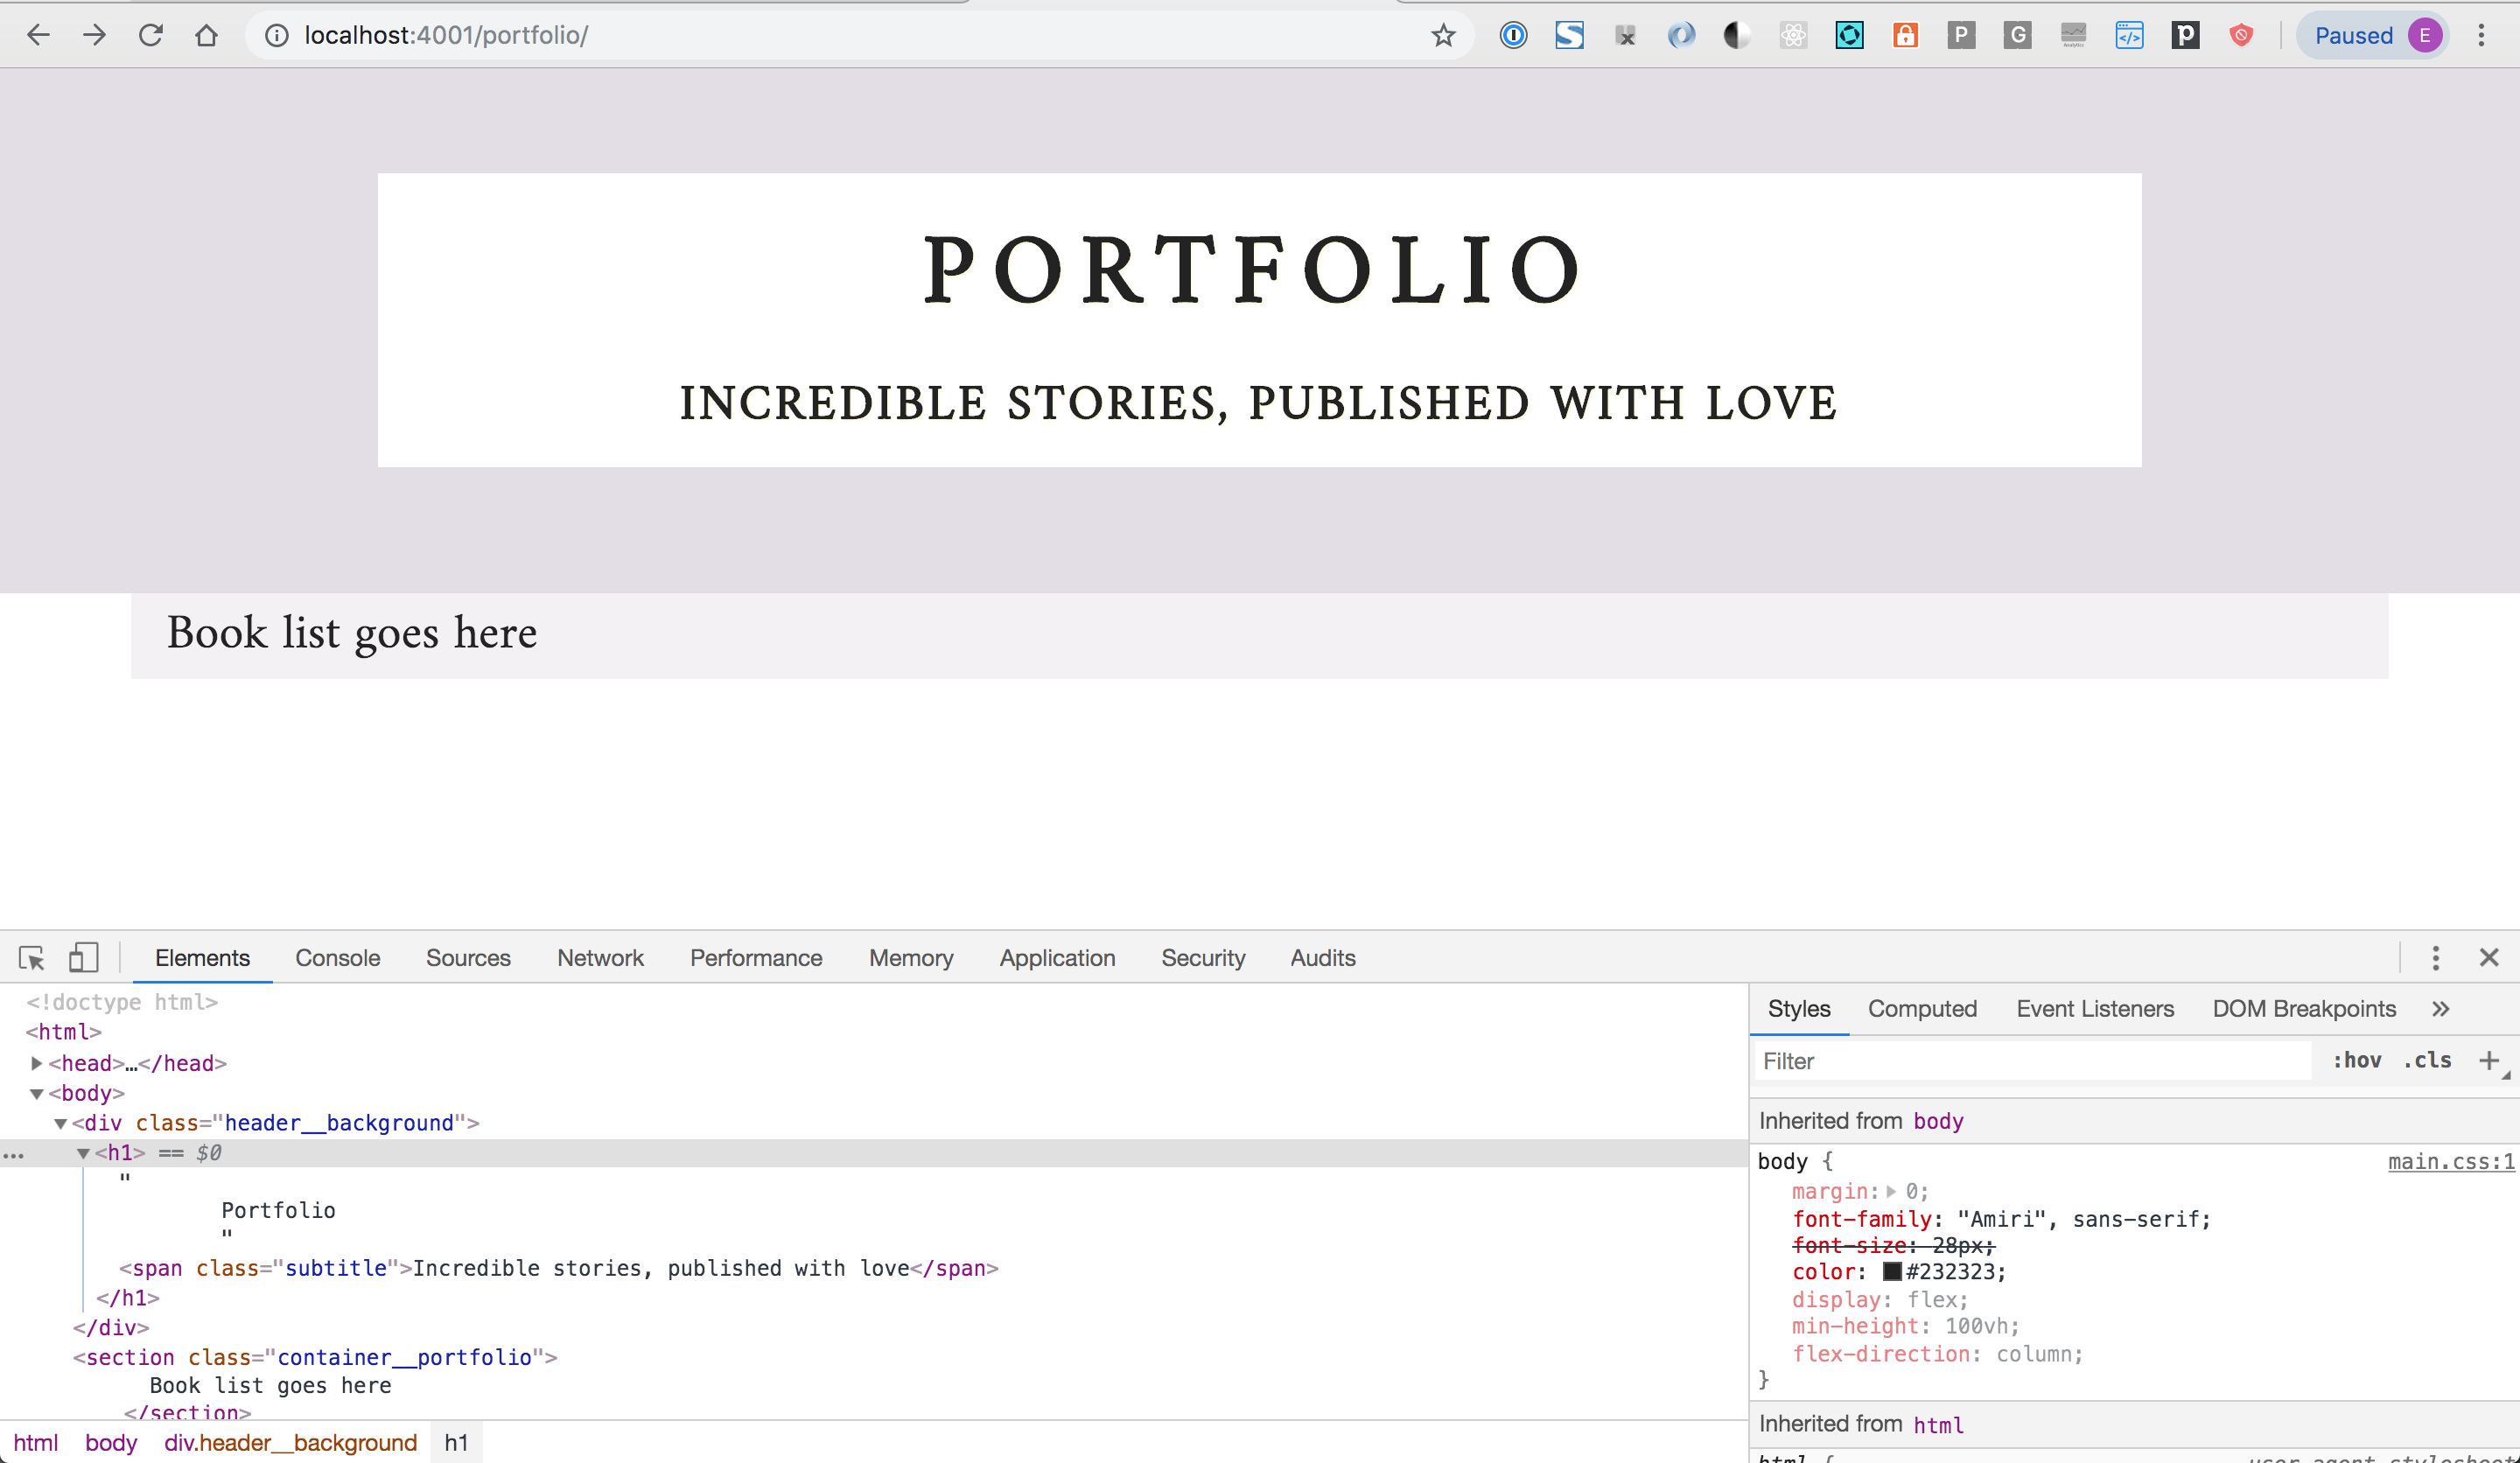 localhost:4001/portfolio/
P
G
Analytics
Paused
E
PORTFOLIO
INCREDIBLE STORIES, PUBLISHED WITH LOVE
Book list goes here
Elements
Console
Sources
Network
Performance
Memory
Application
Security
Audits
<!doctype html>
<html>
<head>…</head>
<body>
<div class="header__background">
... <h1> == $0
"
Portfolio
"
<span class="subtitle">Incredible stories, published with love</span>
</h1>
</div>
<section class="container__portfolio">
Book list goes here
</section>
html body div.header__background h1
Styles
Computed
Event Listeners
DOM Breakpoints
»
Filter
:hov .cls +
Inherited from body
body { main.css:1
margin: 0;
font-family: "Amiri", sans-serif;
font-size: 28px;
color: #232323;
display: flex;
min-height: 100vh;
flex-direction: column;
}
Inherited from html
html { user agent stylesheet